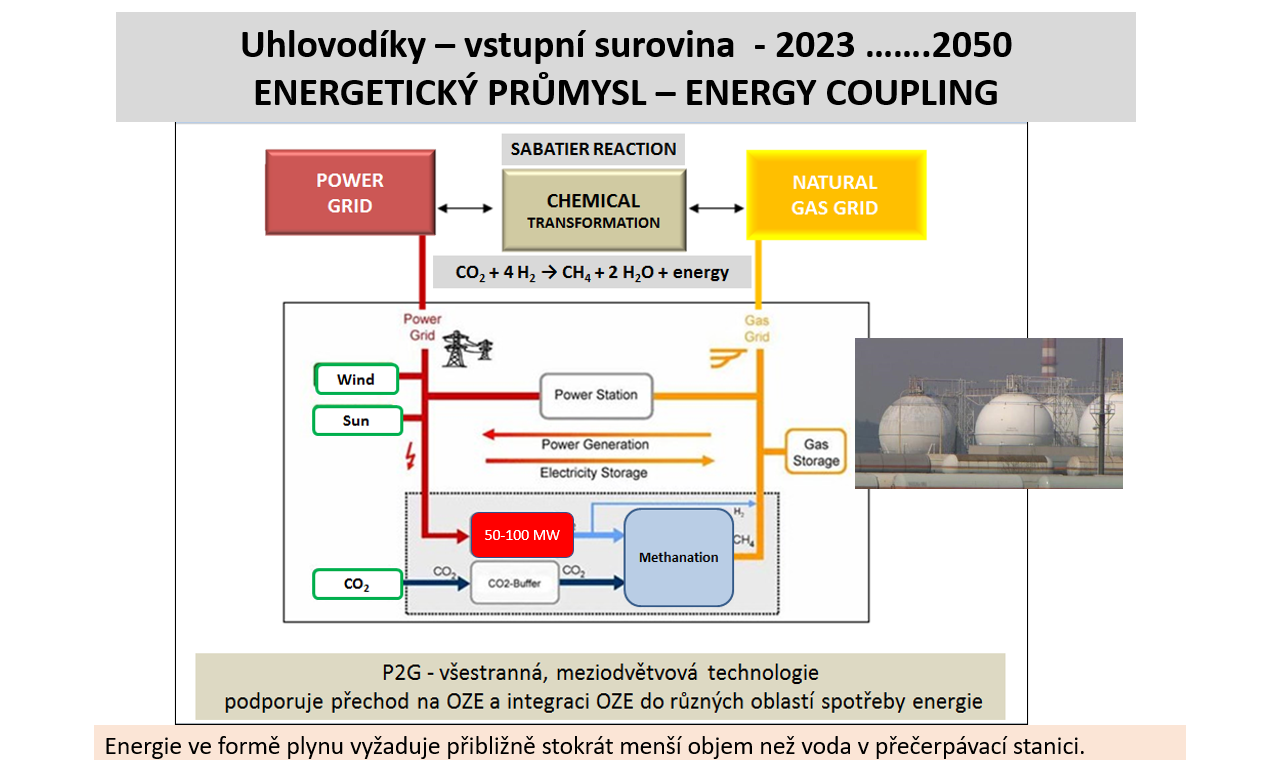 Uhlovodíky – vstupní surovina - 2023 …….2050
ENERGETICKÝ PRŮMYSL – ENERGY COUPLING
SABATIER REACTION
POWER
GRID
CHEMICAL
TRANSFORMATION
NATURAL
GAS GRID
CO₂ + 4 H₂ → CH₄ + 2 H₂O + energy
Power
Grid
Gas
Grid
Wind
Sun
Power Station
Power Generation
Electricity Storage
Gas
Storage
50-100 MW
H₂
CH₄
Methanation
CO₂
CO₂
CO2-Buffer
CO₂
P2G - všestranná, meziodvětvová technologie
podporuje přechod na OZE a integraci OZE do různých oblastí spotřeby energie
Energie ve formě plynu vyžaduje přibližně stokrát menší objem než voda v přečerpávací stanici.